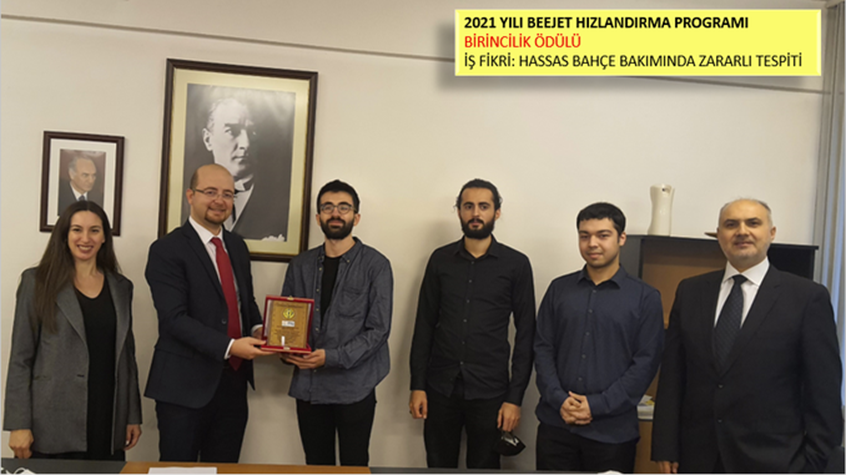 2021 YILI BEEJET HIZLANDIRMA PROGRAMI
BİRİNCİLİK ÖDÜLÜ
İŞ FİKRİ: HASSAS BAHÇE BAKIMINDA ZARARLI TESPİTİ